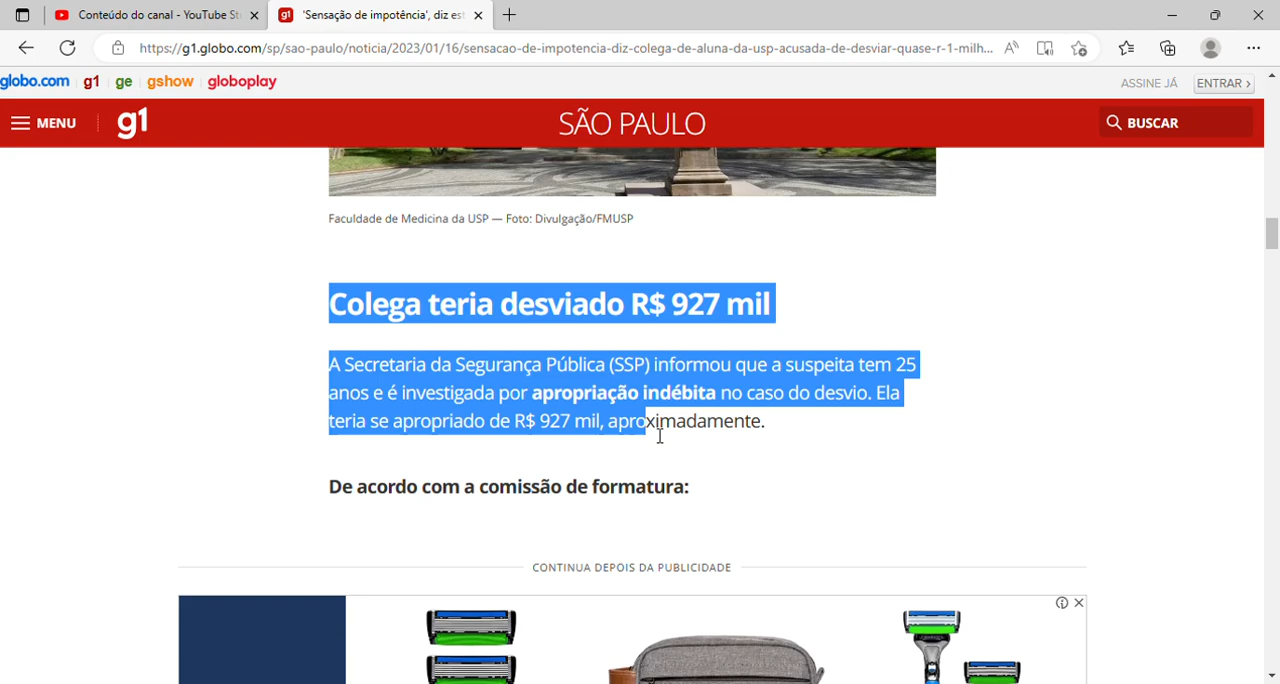 Conteúdo do canal - YouTube St
'Sensação de impotência', diz est
https://g1.globo.com/sp/sao-paulo/noticia/2023/01/16/sensacao-de-impotencia-diz-colega-de-aluna-da-usp-acusada-de-desviar-quase-r-1-milh...
globo.com g1 ge gshow globoplay
ASSINE JÁ ENTRAR ›
MENU g1 SÃO PAULO BUSCAR
Faculdade de Medicina da USP — Foto: Divulgação/FMUSP
Colega teria desviado R$ 927 mil
A Secretaria da Segurança Pública (SSP) informou que a suspeita tem 25
anos e é investigada por apropriação indébita no caso do desvio. Ela
teria se apropriado de R$ 927 mil, aproximadamente.
De acordo com a comissão de formatura:
CONTINUA DEPOIS DA PUBLICIDADE